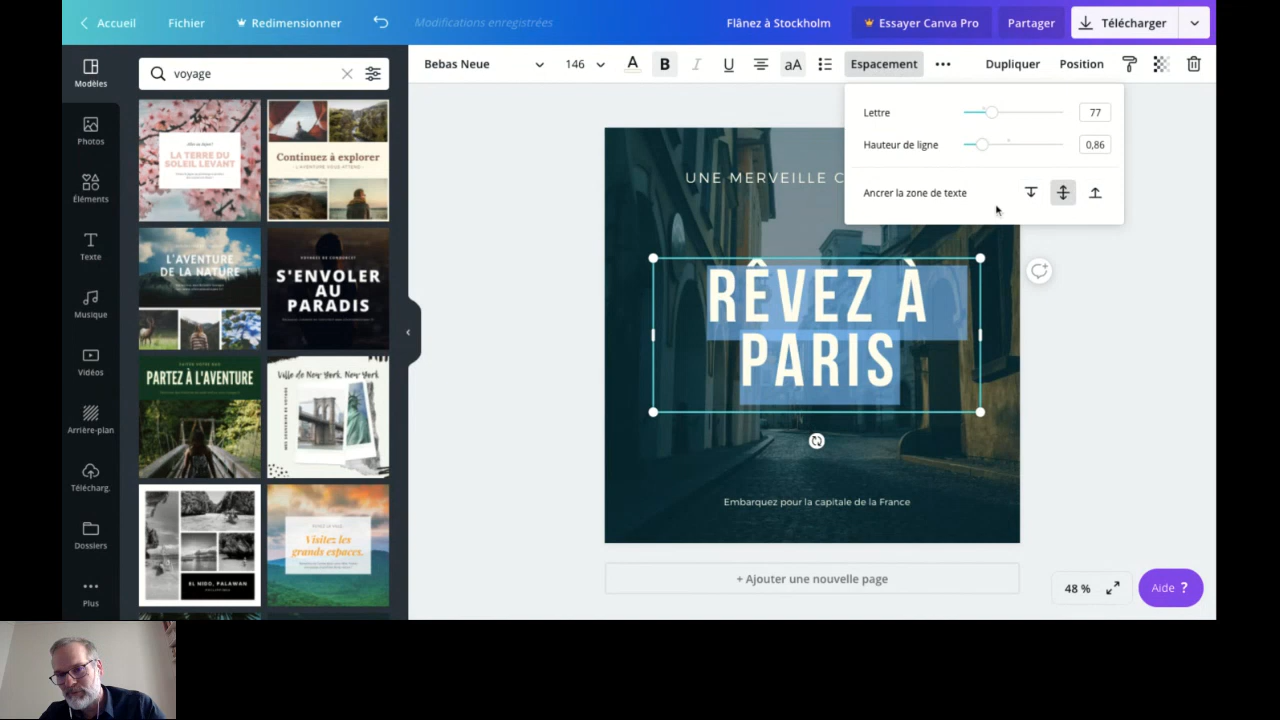 Accueil
Fichier
Redimensionner
Modifications enregistrées
Flânez à Stockholm
Essayer Canva Pro
Partager
Télécharger
Modèles
Photos
Éléments
Texte
Musique
Vidéos
Arrière-plan
Télécharg.
Dossiers
Plus
voyage
LA TERRE DU
SOLEIL LEVANT
Continuez à explorer
L'AVENTURE VOUS ATTEND
L'AVENTURE
DE LA NATURE
S'ENVOLER
AU
PARADIS
PARTEZ À L'AVENTURE
Ville de New York, New York
EL NIDO, PALAWAN
Visitez les
grands espaces.
Bebas Neue
146
A
B
I
U
aA
Espacement
Dupliquer
Position
Lettre
77
Hauteur de ligne
0,86
Ancrer la zone de texte
UNE MERVEILLE C
RÊVEZ À
PARIS
Embarquez pour la capitale de la France
+ Ajouter une nouvelle page
48 %
Aide ?